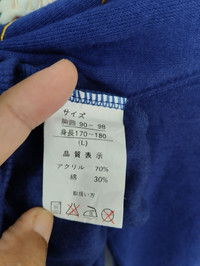 サイズ
胸囲 90－98
身長170－180
(L)
品質表示
アクリル 70%
綿 30%
取扱い方